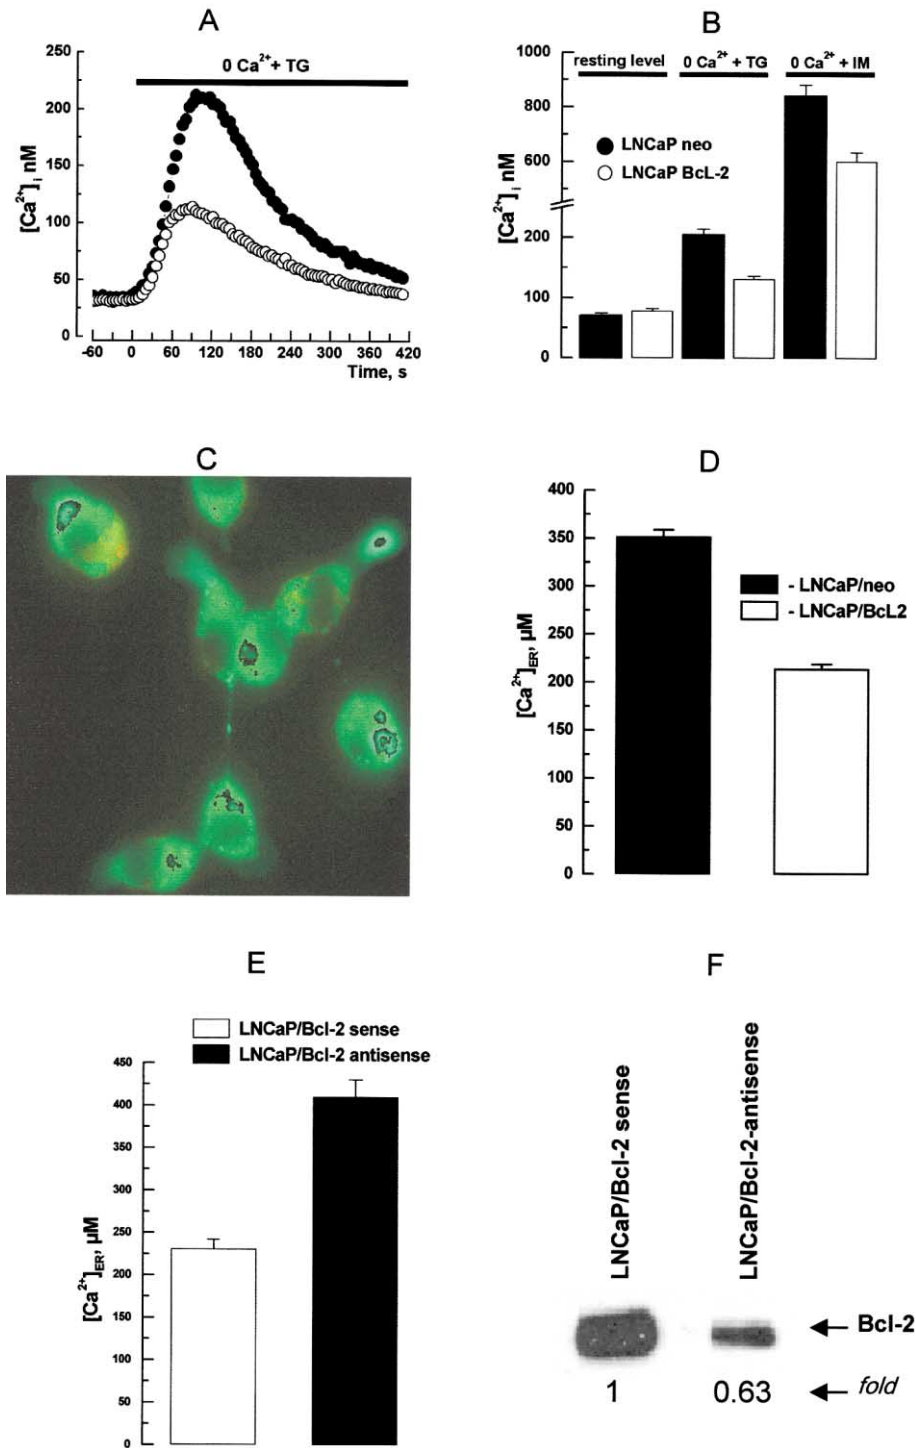 A
0 Ca²⁺+ TG
[Ca²⁺]ᵢ nM
250
200
150
100
50
0
-60 0 60 120 180 240 300 360 420
Time, s
B
resting level 0 Ca²⁺ + TG 0 Ca²⁺ + IM
LNCaP neo
LNCaP BcL-2
[Ca²⁺]ᵢ nM
1000
800
600
200
100
0
C
D
[Ca²⁺]ER, µM
400
350
300
250
200
150
100
50
0
- LNCaP/neo
- LNCaP/BcL2
E
LNCaP/Bcl-2 sense
LNCaP/Bcl-2 antisense
[Ca²⁺]ER, µM
450
400
350
300
250
200
150
100
50
0
F
LNCaP/Bcl-2 sense
LNCaP/Bcl-2-antisense
Bcl-2
1 0.63 fold